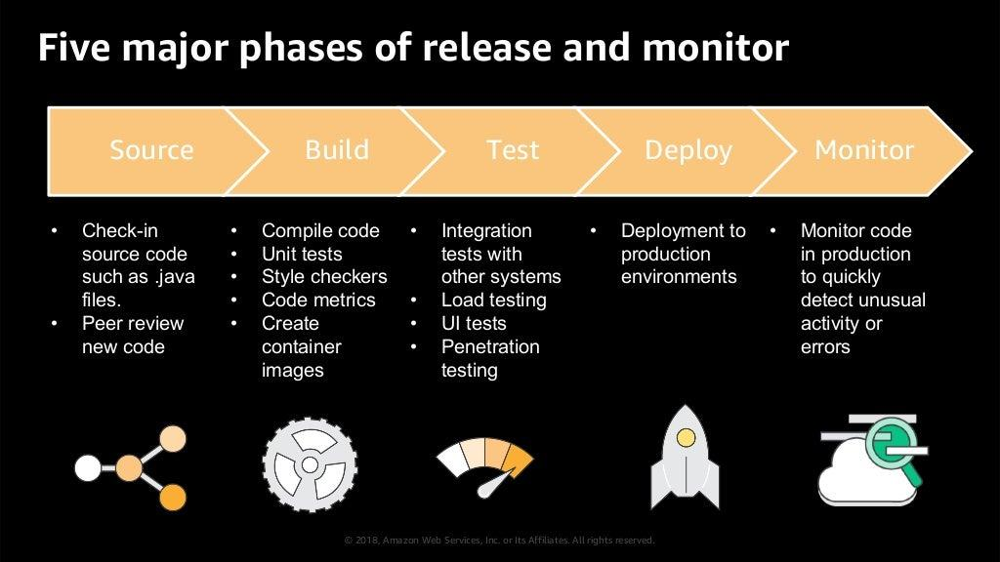 Five major phases of release and monitor
Source
Build
Test
Deploy
Monitor
• Check-in
source code
such as .java
files.
• Peer review
new code
• Compile code
• Unit tests
• Style checkers
• Code metrics
• Create
container
images
• Integration
tests with
other systems
• Load testing
• UI tests
• Penetration
testing
• Deployment to
production
environments
• Monitor code
in production
to quickly
detect unusual
activity or
errors
© 2018, Amazon Web Services, Inc. or Its Affiliates. All rights reserved.